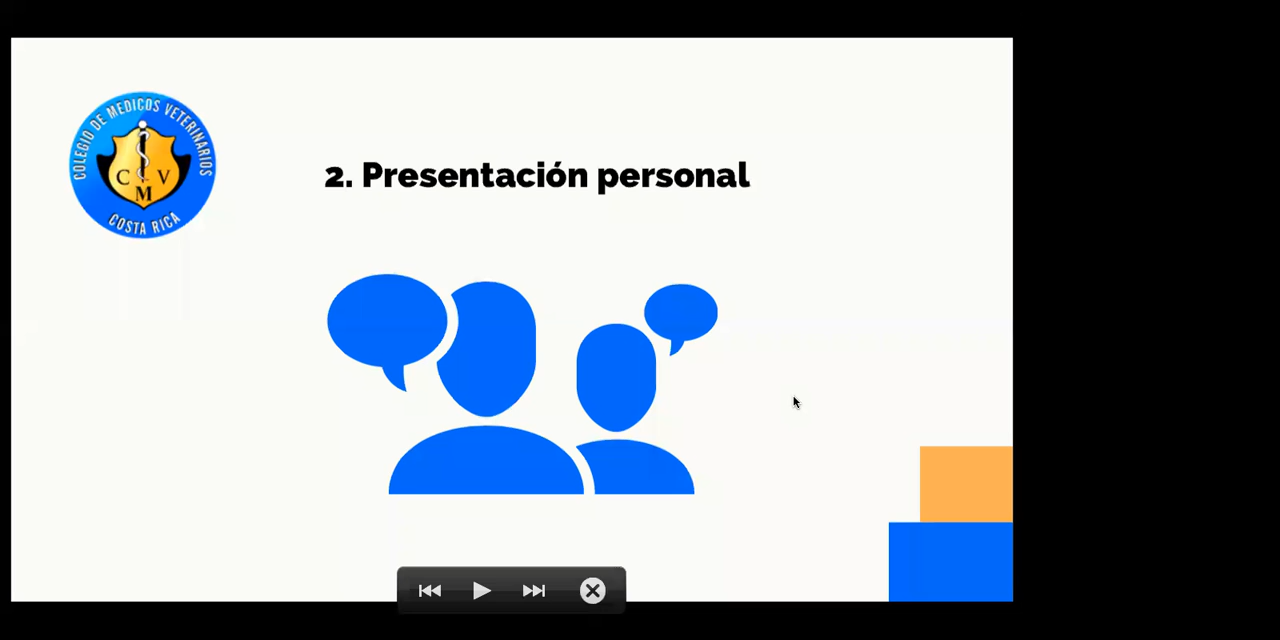 COLEGIO DE MEDICOS VETERINARIOS
C V
M
COSTA RICA
2. Presentación personal